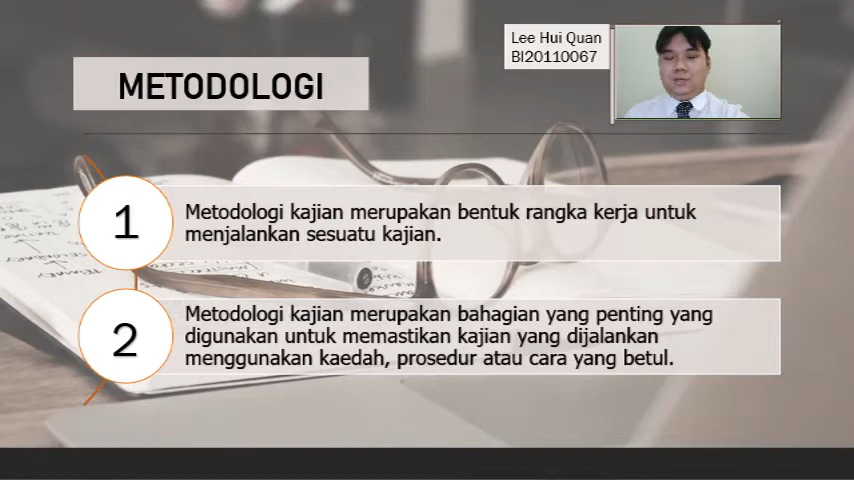 Lee Hui Quan
BI20110067
METODOLOGI
1
Metodologi kajian merupakan bentuk rangka kerja untuk
menjalankan sesuatu kajian.
2
Metodologi kajian merupakan bahagian yang penting yang
digunakan untuk memastikan kajian yang dijalankan
menggunakan kaedah, prosedur atau cara yang betul.